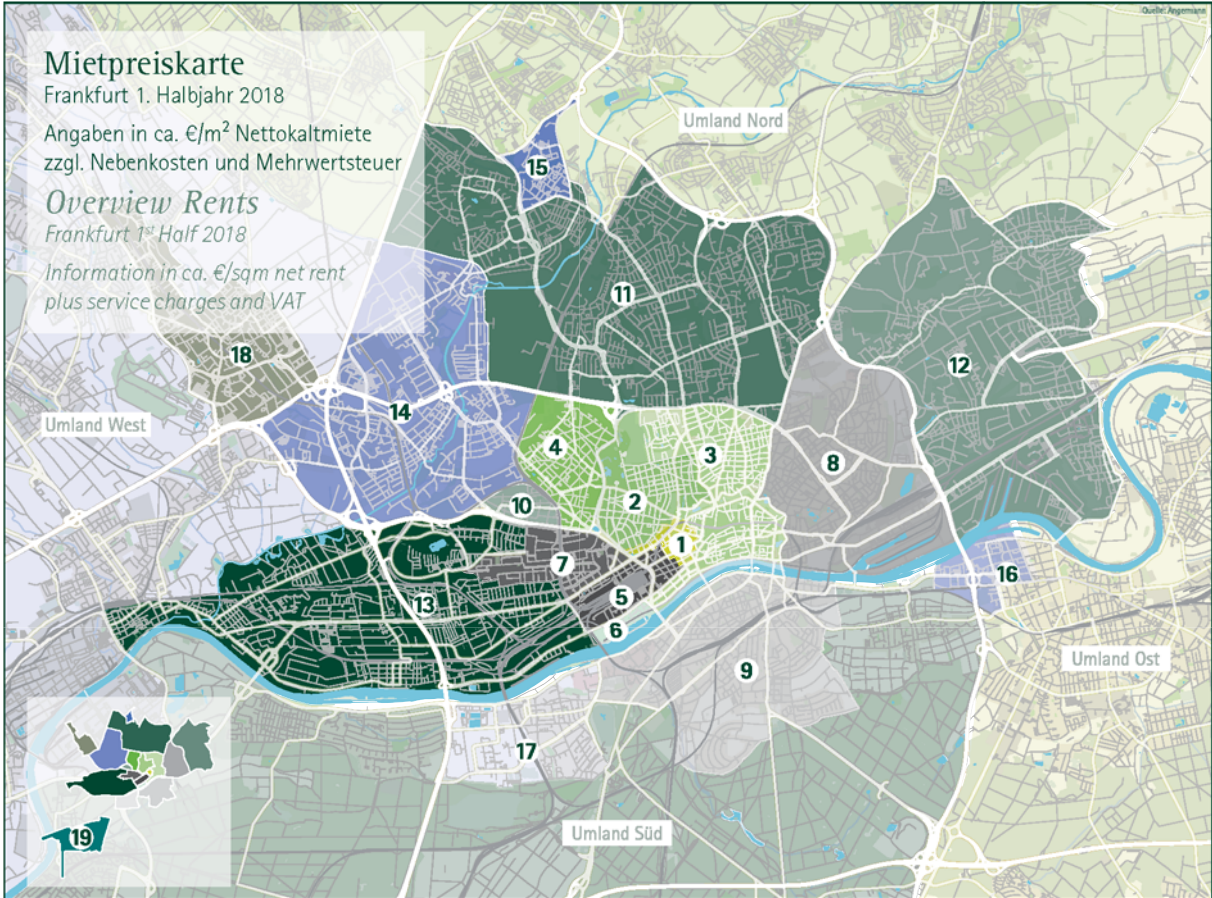 Quelle: Angermann
Mietpreiskarte
Frankfurt 1. Halbjahr 2018
Angaben in ca. €/m² Nettokaltmiete
zzgl. Nebenkosten und Mehrwertsteuer
Overview Rents
Frankfurt 1st Half 2018
Information in ca. €/sqm net rent
plus service charges and VAT
Umland Nord
15
11
18
12
14
Umland West
4
3
8
2
10
1
7
16
5
13
6
Umland Ost
9
17
Umland Süd
19